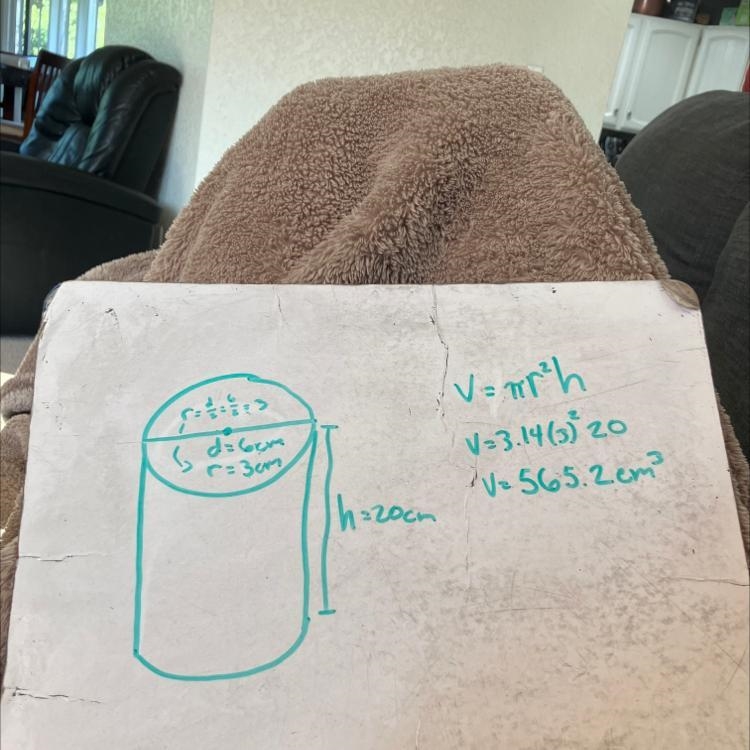 r=d/2=6/2=3
d=6cm
r=3cm
h=20cm
V=πr²h
V=3.14(3)²20
V=565.2cm³